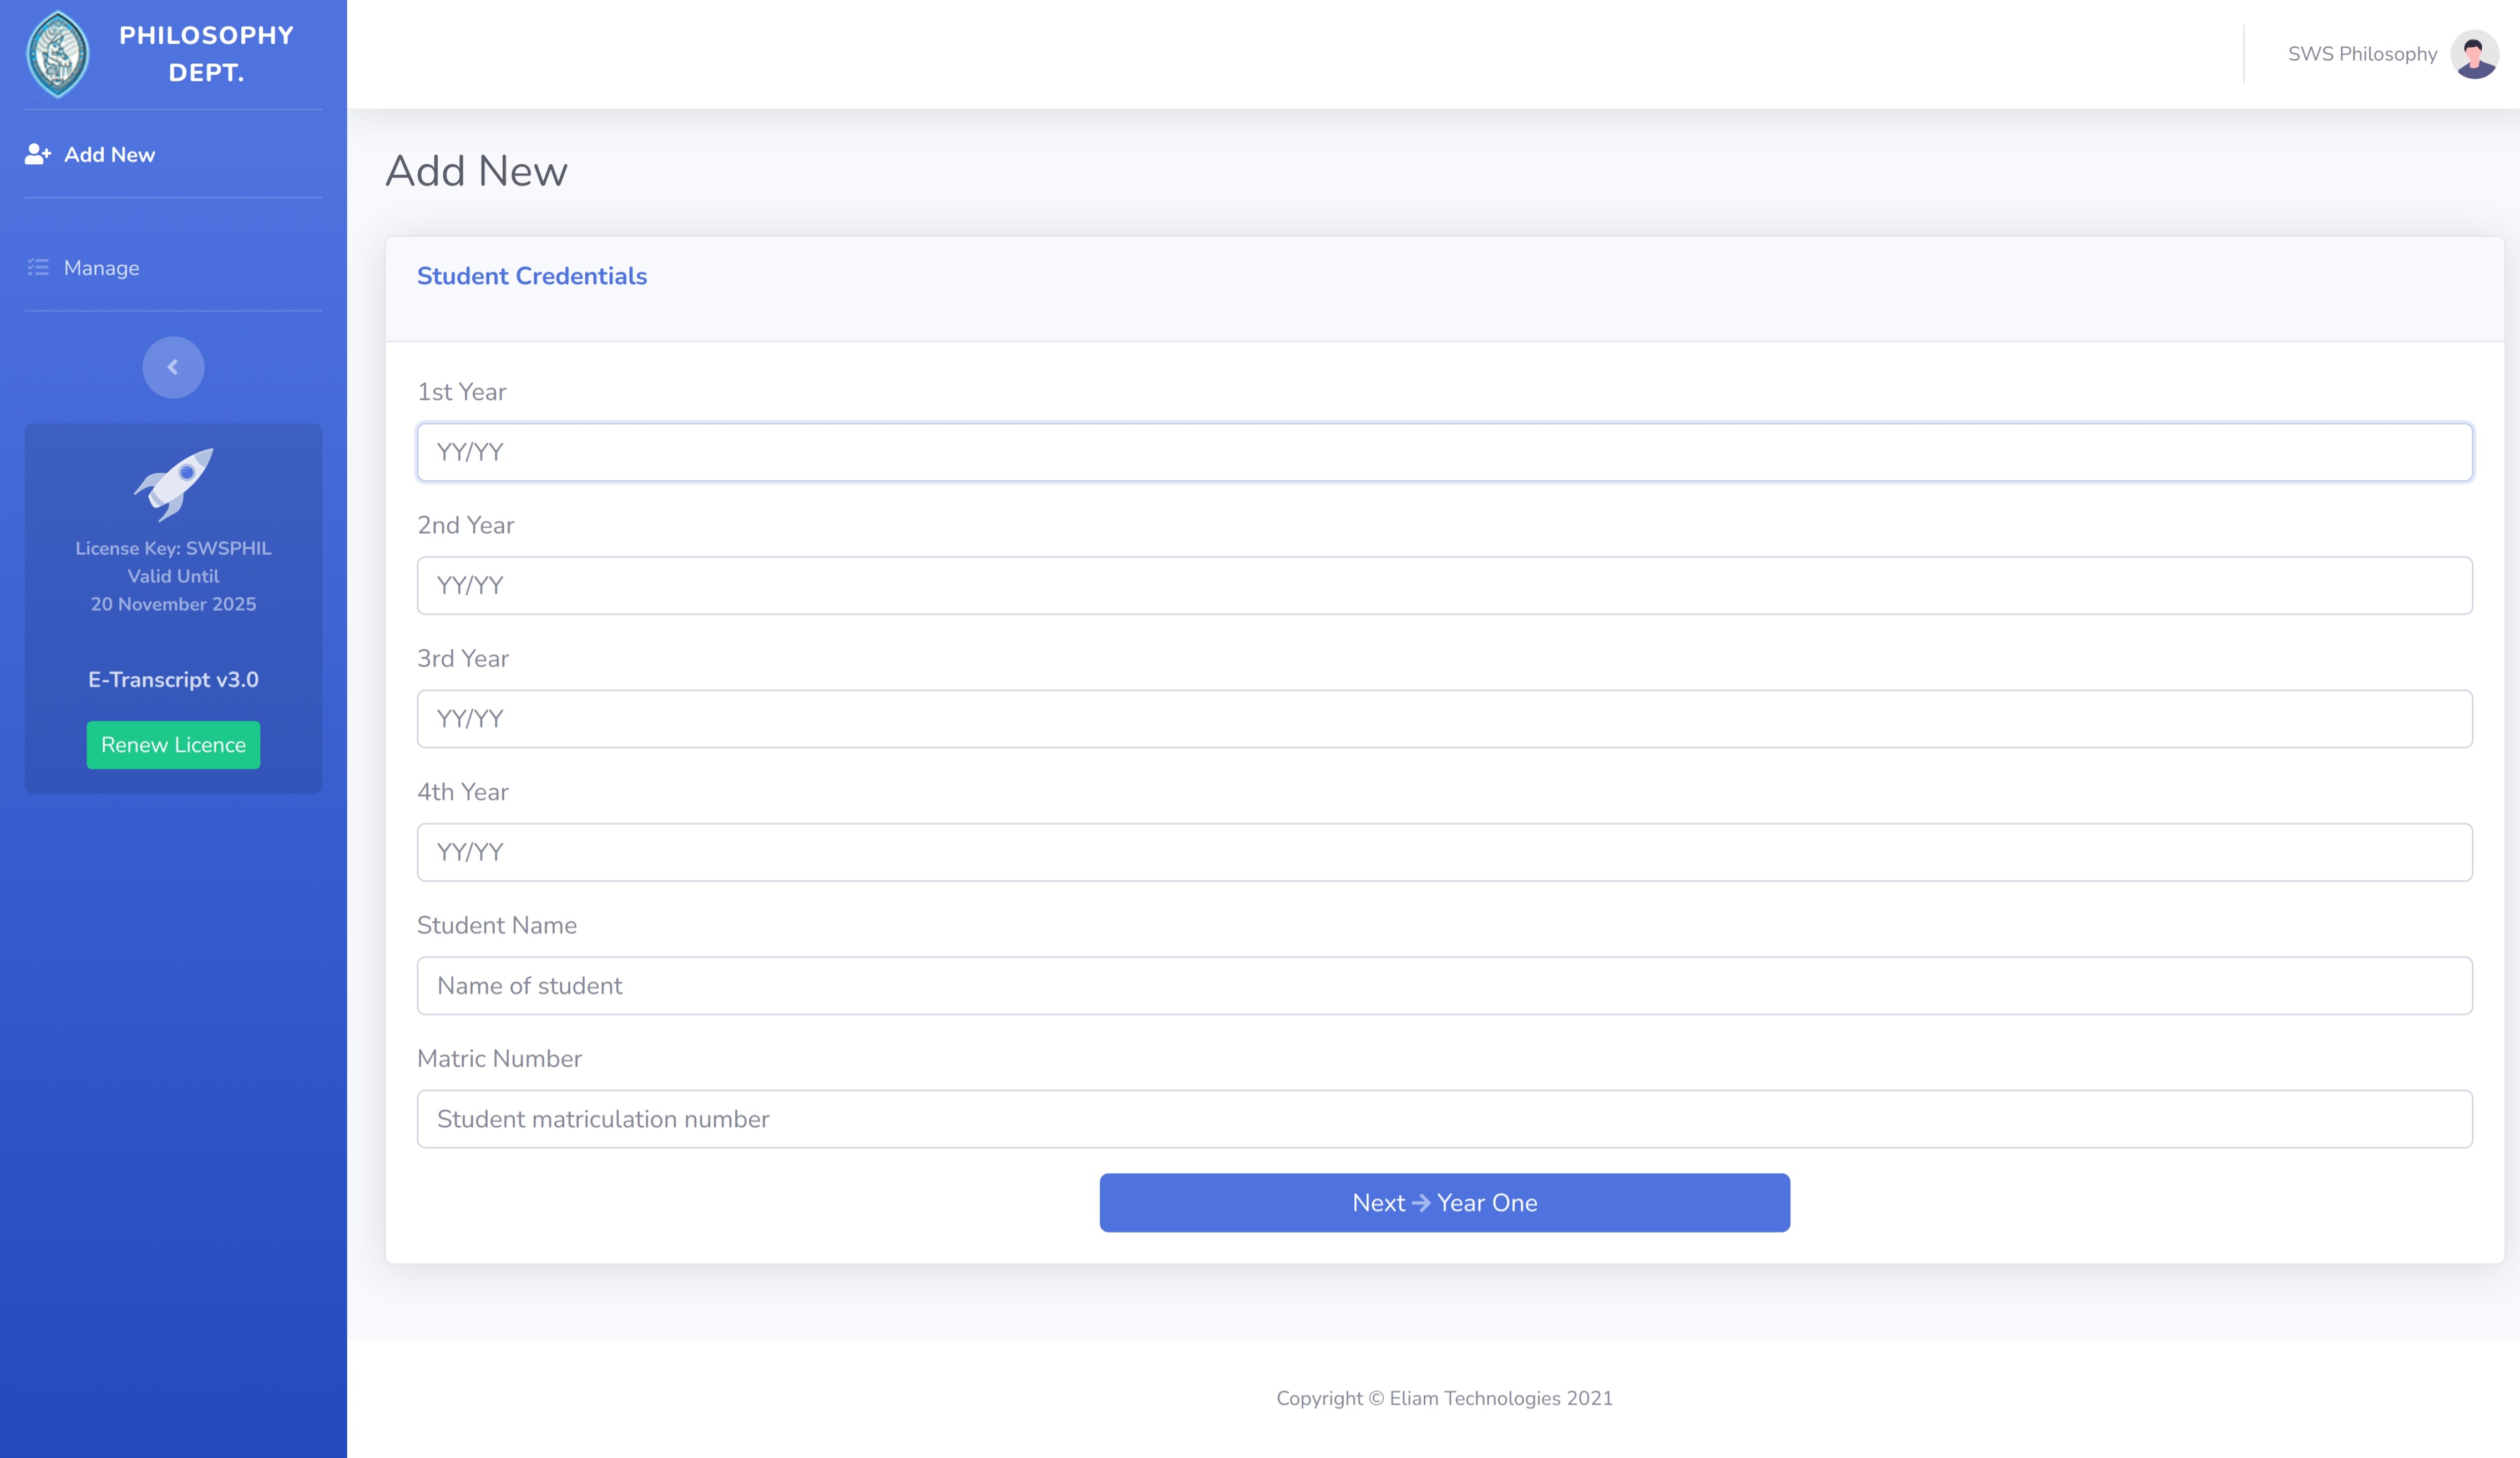 PHILOSOPHY
DEPT.
SWS Philosophy
Add New
Manage
License Key: SWSPHIL
Valid Until
20 November 2025
E-Transcript v3.0
Renew Licence
Add New
Student Credentials
1st Year
YY/YY
2nd Year
YY/YY
3rd Year
YY/YY
4th Year
YY/YY
Student Name
Name of student
Matric Number
Student matriculation number
Next → Year One
Copyright © Eliam Technologies 2021